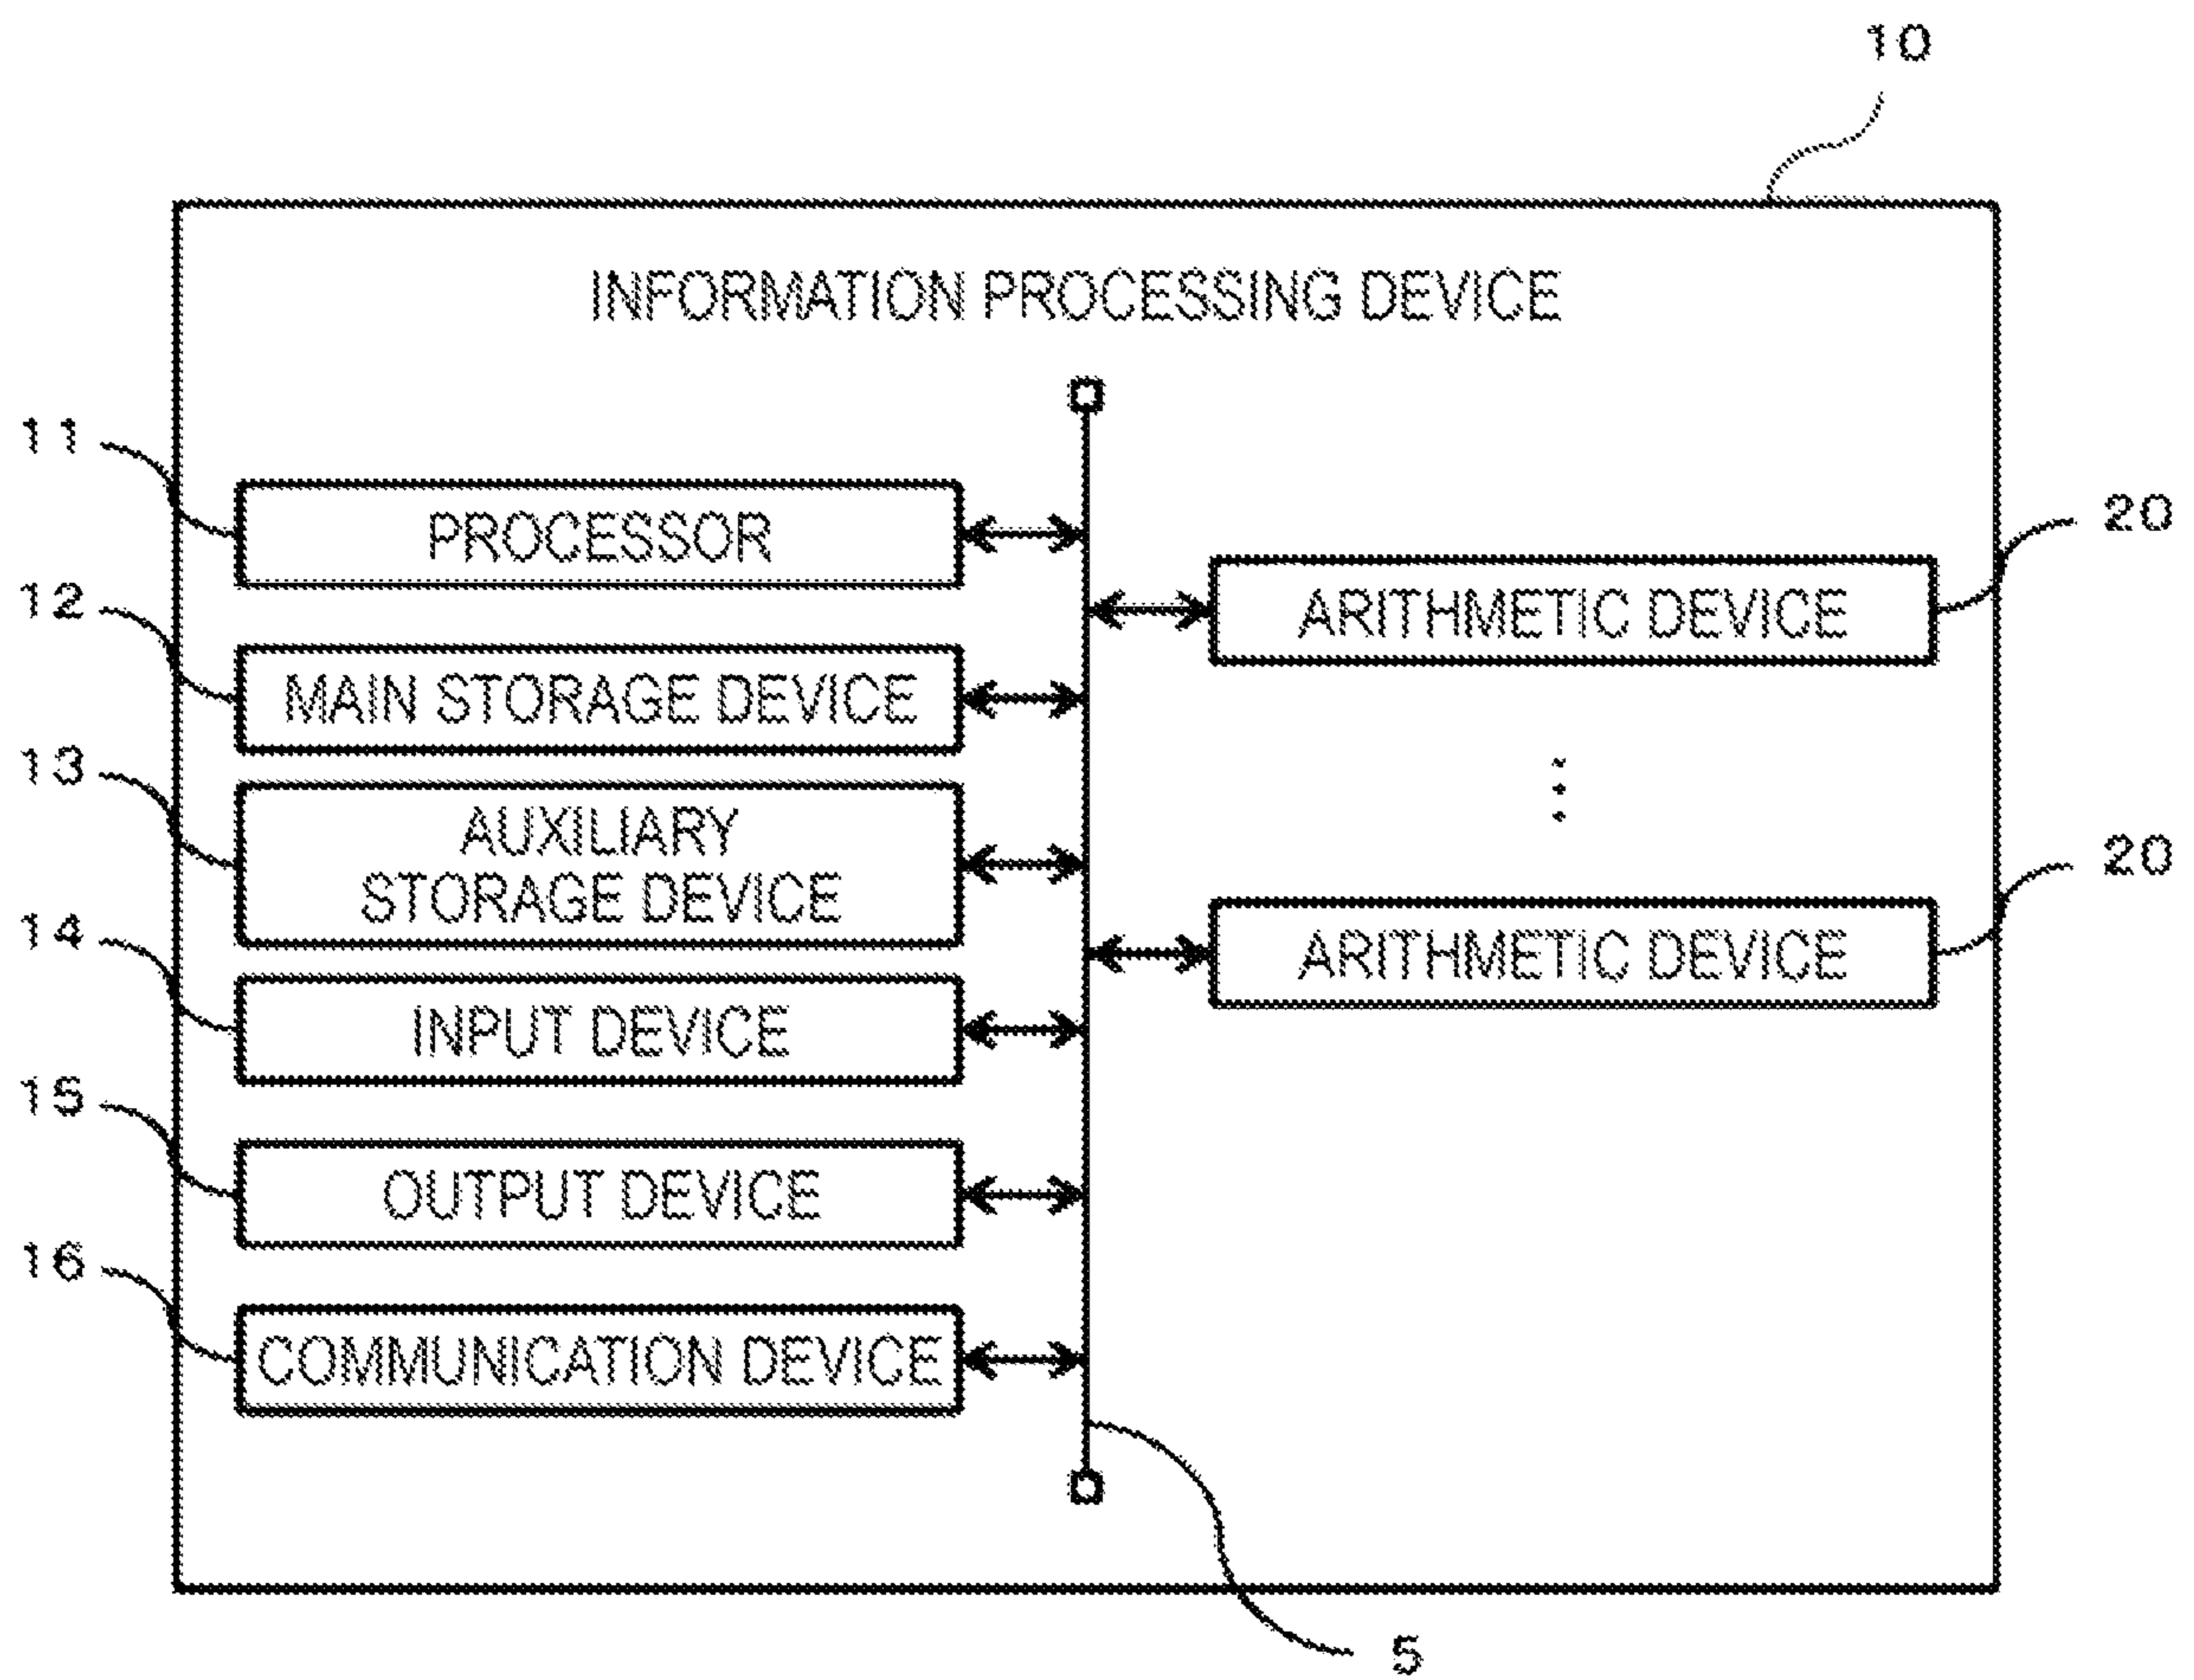 10
INFORMATION PROCESSING DEVICE
11
PROCESSOR
12
MAIN STORAGE DEVICE
13
AUXILIARY
STORAGE DEVICE
14
INPUT DEVICE
15
OUTPUT DEVICE
16
COMMUNICATION DEVICE
20
ARITHMETIC DEVICE
20
ARITHMETIC DEVICE
5